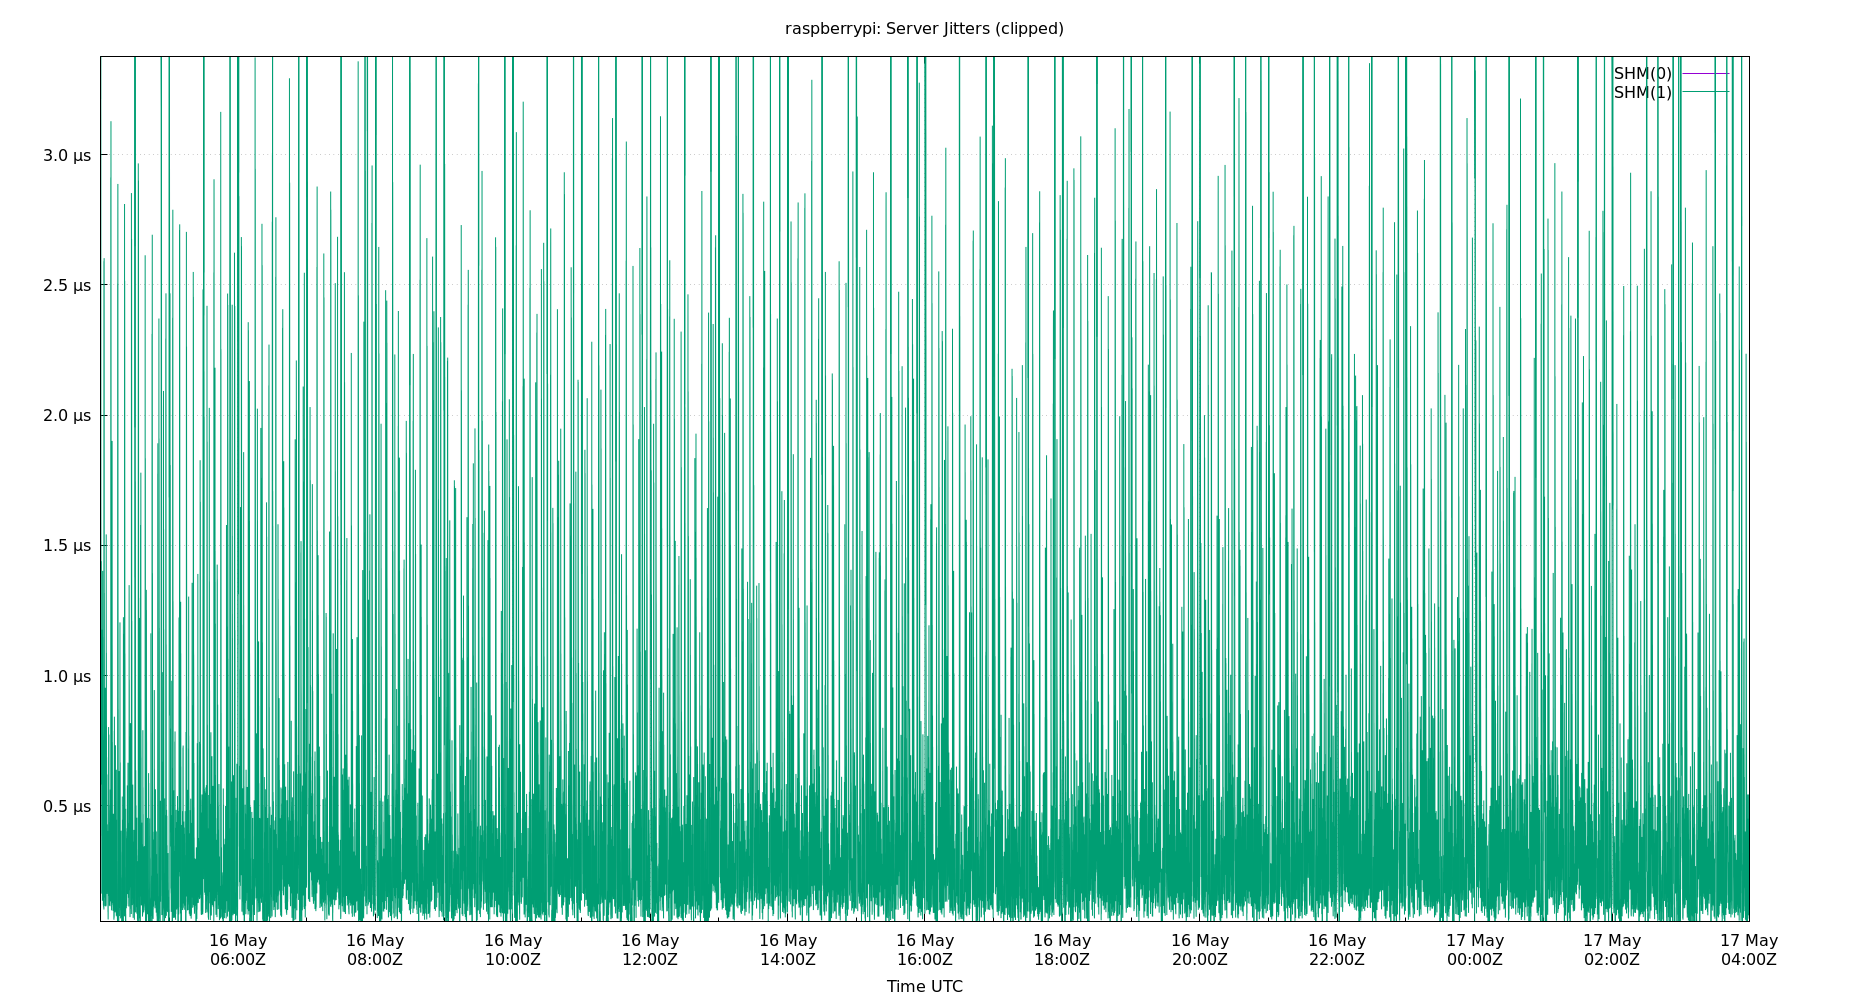 raspberrypi: Server Jitters (clipped)
SHM(0)
SHM(1)
3.0 μs
2.5 μs
2.0 μs
1.5 μs
1.0 μs
0.5 μs
16 May 16 May 16 May 16 May 16 May 16 May 16 May 16 May 16 May 17 May 17 May 17 May
06:00Z 08:00Z 10:00Z 12:00Z 14:00Z 16:00Z 18:00Z 20:00Z 22:00Z 00:00Z 02:00Z 04:00Z
Time UTC